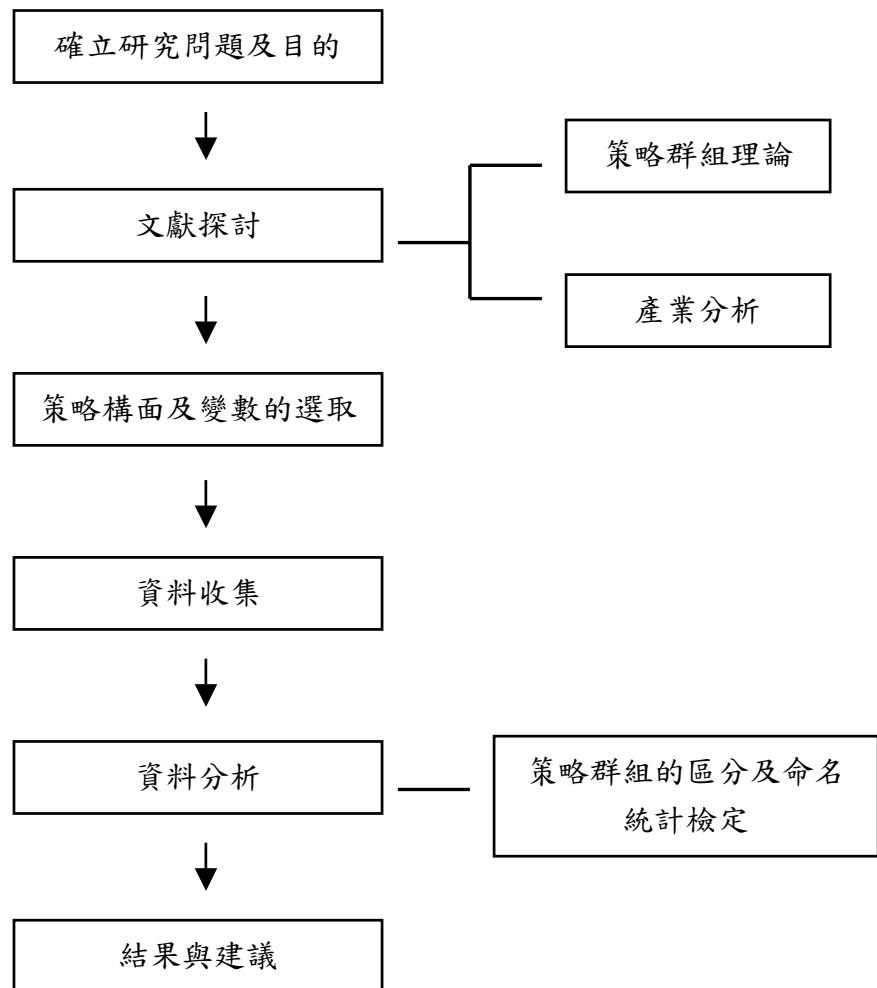 確立研究問題及目的
策略群組理論
文獻探討
產業分析
策略構面及變數的選取
資料收集
資料分析
策略群組的區分及命名
統計檢定
結果與建議